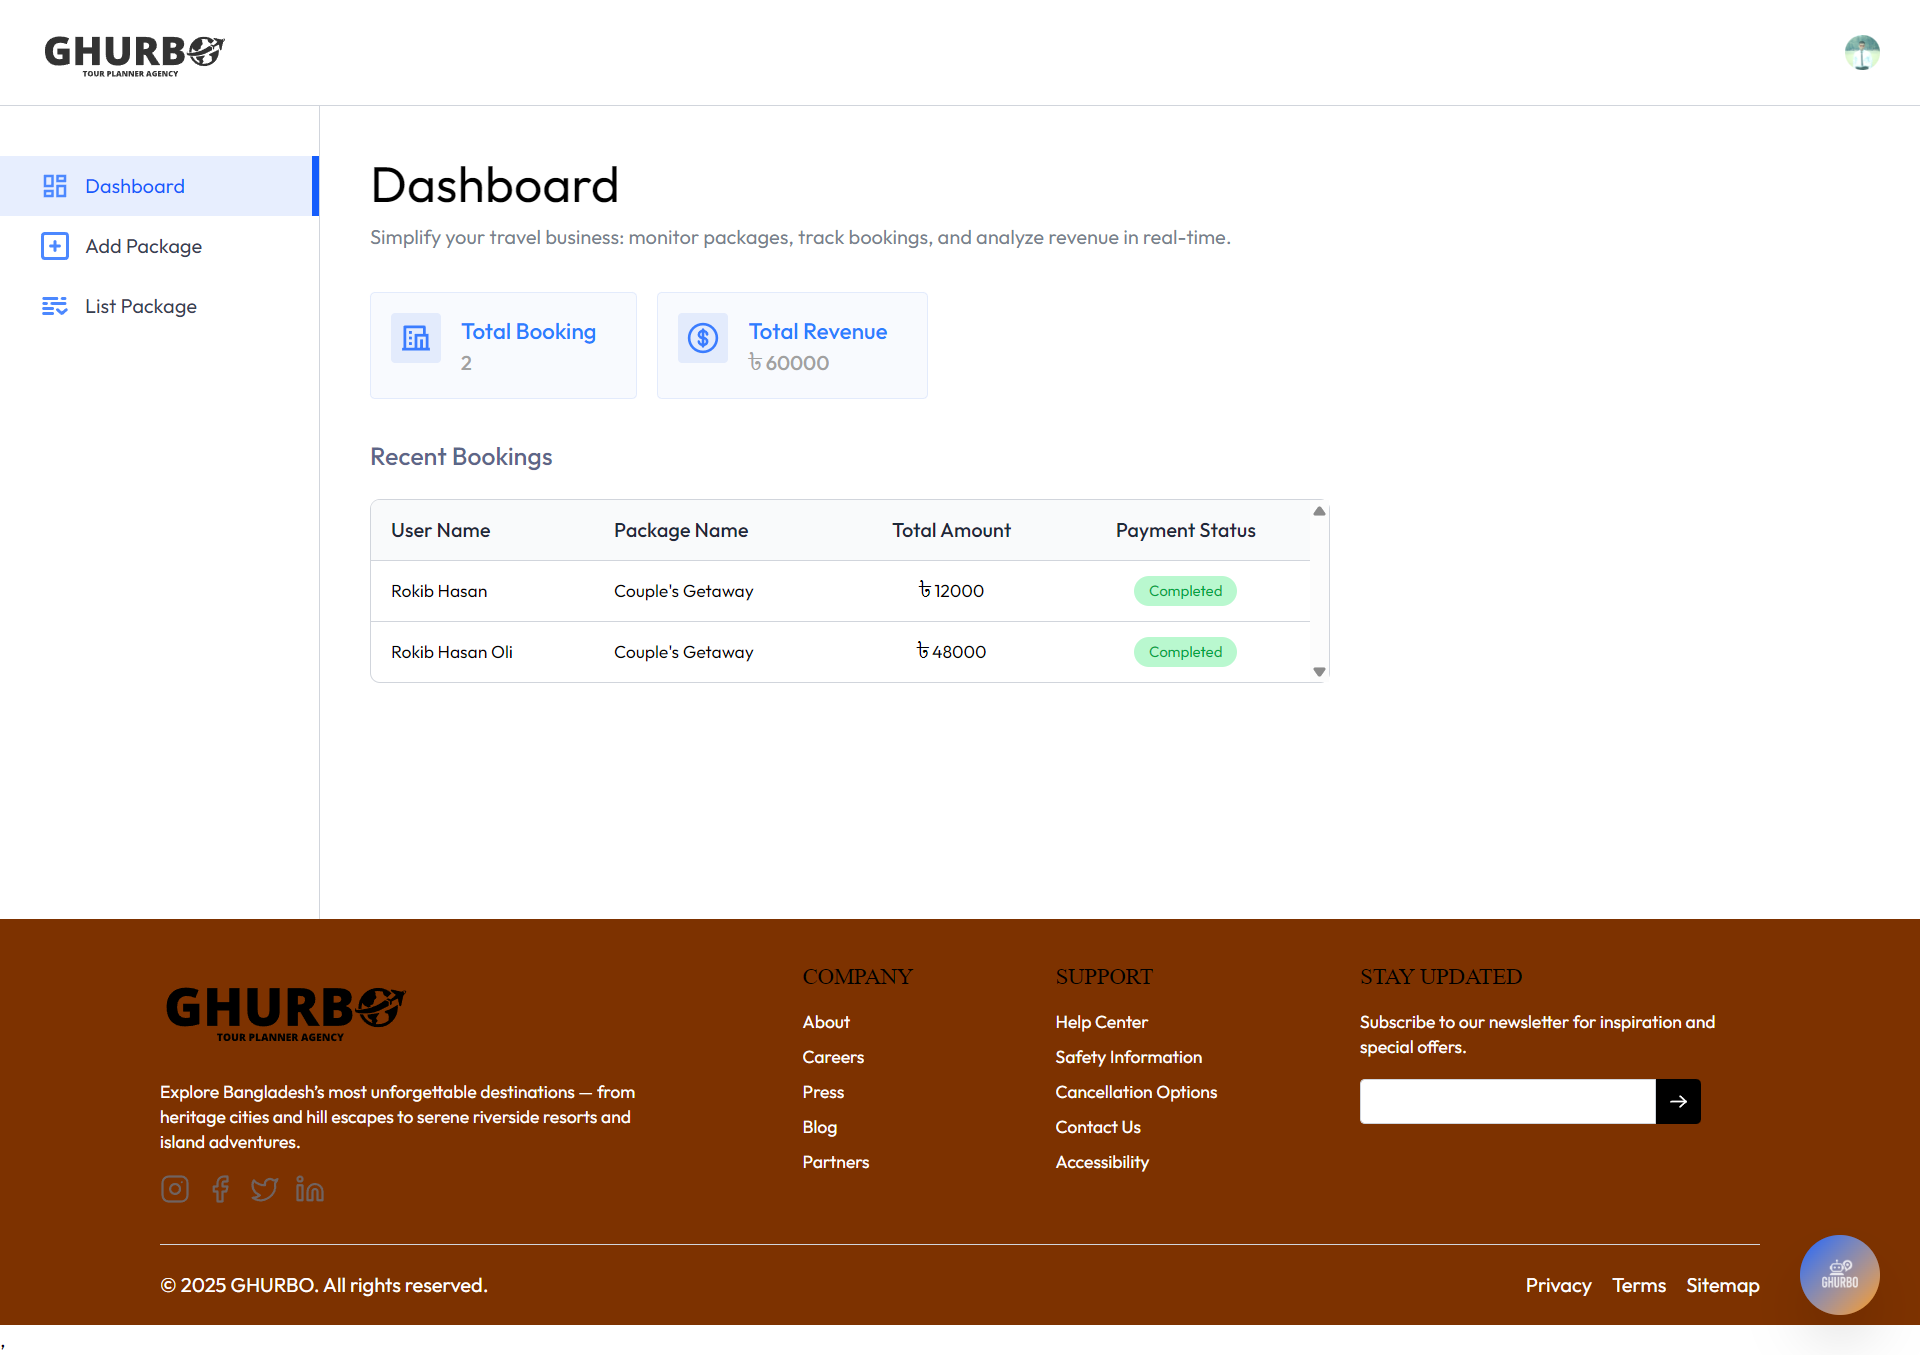 GHURBO
TOUR PLANNER AGENCY
Dashboard
Add Package
List Package
Dashboard
Simplify your travel business: monitor packages, track bookings, and analyze revenue in real-time.
Total Booking
2
Total Revenue
৳ 60000
Recent Bookings
User Name Package Name Total Amount Payment Status
Rokib Hasan Couple's Getaway ৳ 12000 Completed
Rokib Hasan Oli Couple's Getaway ৳ 48000 Completed
GHURBO
TOUR PLANNER AGENCY
Explore Bangladesh’s most unforgettable destinations — from
heritage cities and hill escapes to serene riverside resorts and
island adventures.
COMPANY
About
Careers
Press
Blog
Partners
SUPPORT
Help Center
Safety Information
Cancellation Options
Contact Us
Accessibility
STAY UPDATED
Subscribe to our newsletter for inspiration and
special offers.
© 2025 GHURBO. All rights reserved.
Privacy Terms Sitemap
GHURBO
,